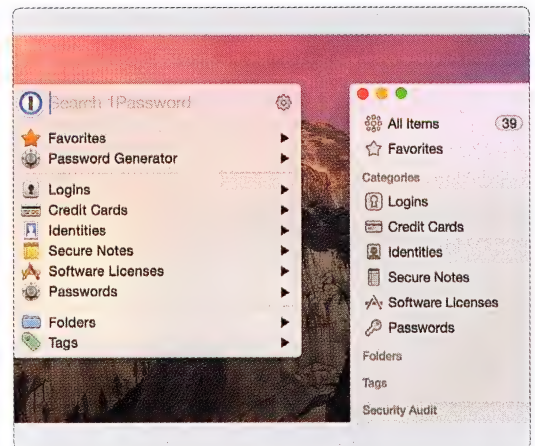 Search 1Password
Favorites
Password Generator
Logins
Credit Cards
Identities
Secure Notes
Software Licenses
Passwords
Folders
Tags
All Items 39
Favorites
Categories
Logins
Credit Cards
Identities
Secure Notes
Software Licenses
Passwords
Folders
Tags
Security Audit